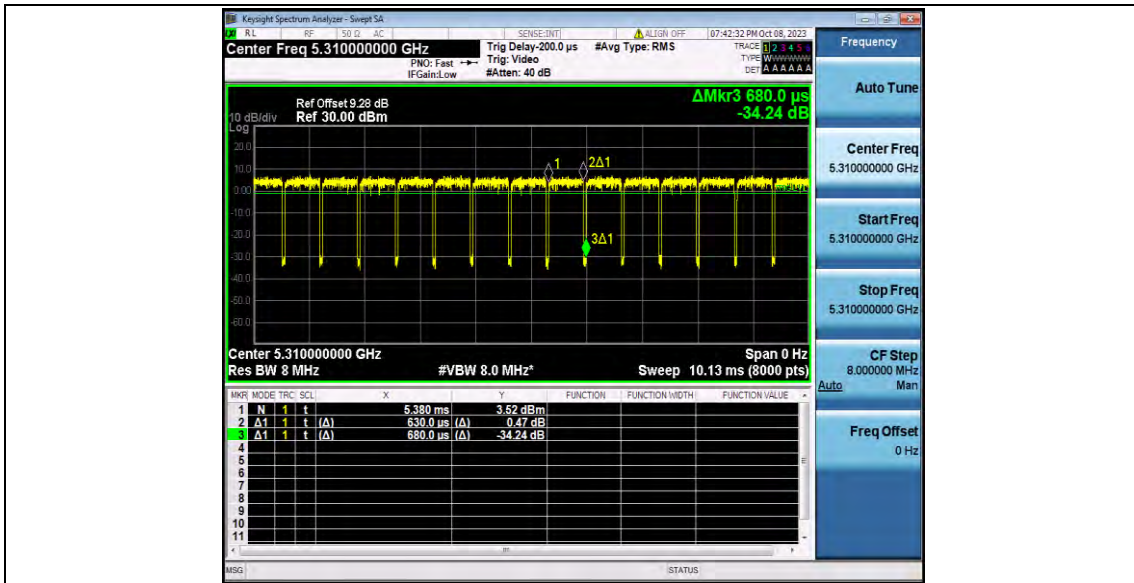 Keysight Spectrum Analyzer - Swept SA
RL RF 50 Ω AC SENSE:INT ALIGN OFF 07:42:32 PM Oct 08, 2023
Center Freq 5.310000000 GHz
PNO: Fast
IFGain:Low
Trig Delay-200.0 µs
Trig: Video
#Atten: 40 dB
#Avg Type: RMS
TRACE 1 2 3 4 5 6
TYPE
DET A A A A A A
Ref Offset 9.28 dB
10 dB/div Ref 30.00 dBm
Log
ΔMkr3 680.0 µs
-34.24 dB
20.0
10.0
0.00
-10.0
-20.0
-30.0
-40.0
-50.0
-60.0
1
2Δ1
3Δ1
Center 5.310000000 GHz Span 0 Hz
Res BW 8 MHz #VBW 8.0 MHz* Sweep 10.13 ms (8000 pts)
MKR MODE TRC SCL X Y FUNCTION FUNCTION WIDTH FUNCTION VALUE
1 N 1 t 5.380 ms 3.52 dBm
2 Δ1 1 t (Δ) 630.0 µs (Δ) 0.47 dB
3 Δ1 1 t (Δ) 680.0 µs (Δ) -34.24 dB
4
5
6
7
8
9
10
11
MSG STATUS
Frequency
Auto Tune
Center Freq
5.310000000 GHz
Start Freq
5.310000000 GHz
Stop Freq
5.310000000 GHz
CF Step
8.000000 MHz
Auto Man
Freq Offset
0 Hz